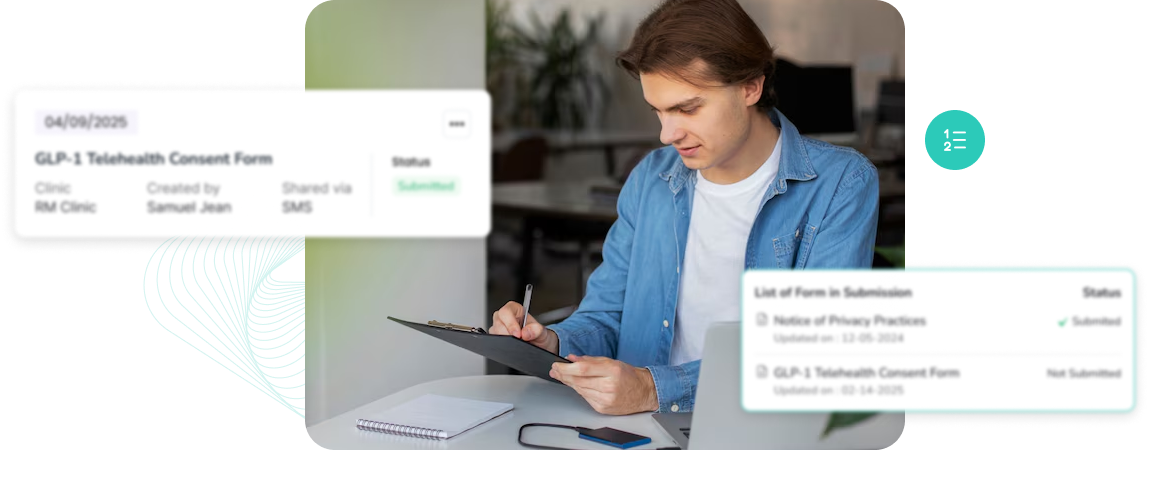 04/09/2025
GLP-1 Telehealth Consent Form
Clinic Created by Shared via
RM Clinic Samuel Jean SMS
Status
Submitted
1
2
List of Form in Submission Status
Notice of Privacy Practices Submitted
Updated on : 12-05-2024
GLP-1 Telehealth Consent Form Not Submitted
Updated on : 02-14-2025